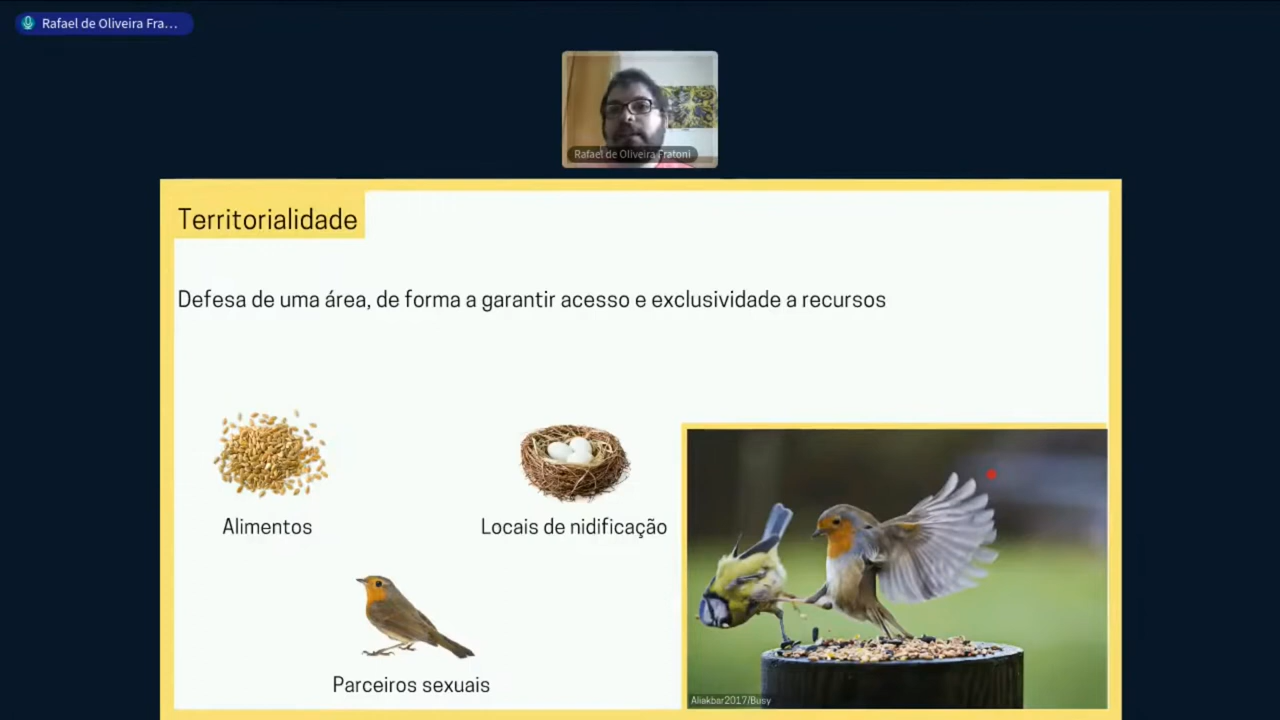 Rafael de Oliveira Fra...
Rafael de Oliveira Fratoni
Territorialidade
Defesa de uma área, de forma a garantir acesso e exclusividade a recursos
Alimentos
Locais de nidificação
Parceiros sexuais
Aliakbar2017/Busy